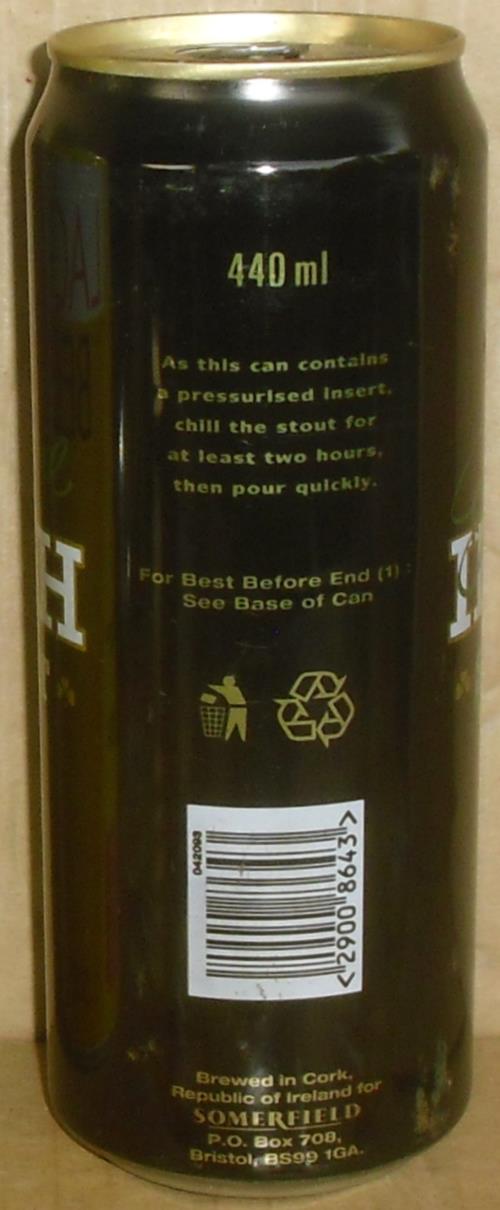 440 ml
As this can contains
a pressurised insert,
chill the stout for
at least two hours,
then pour quickly.
For Best Before End (1) :
See Base of Can
H
042093
<2900 8643>
Brewed in Cork,
Republic of Ireland for
SOMERFIELD
P.O. Box 708,
Bristol, BS99 1GA.